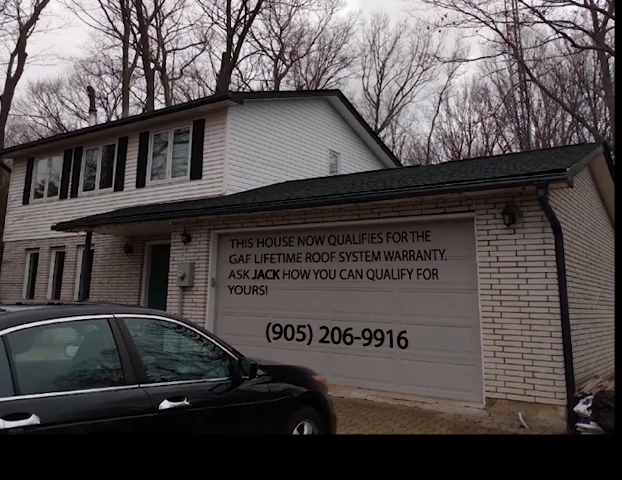 THIS HOUSE NOW QUALIFIES FOR THE
GAF LIFETIME ROOF SYSTEM WARRANTY.
ASK JACK HOW YOU CAN QUALIFY FOR
YOURS!
(905) 206-9916